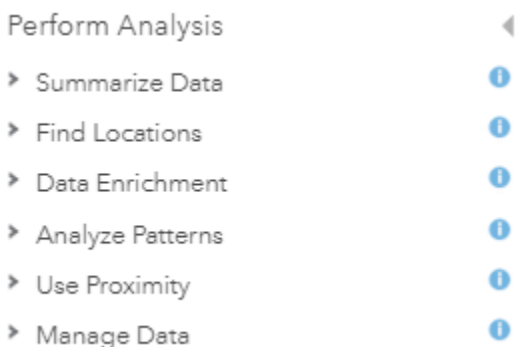 Perform Analysis
Summarize Data
Find Locations
Data Enrichment
Analyze Patterns
Use Proximity
Manage Data